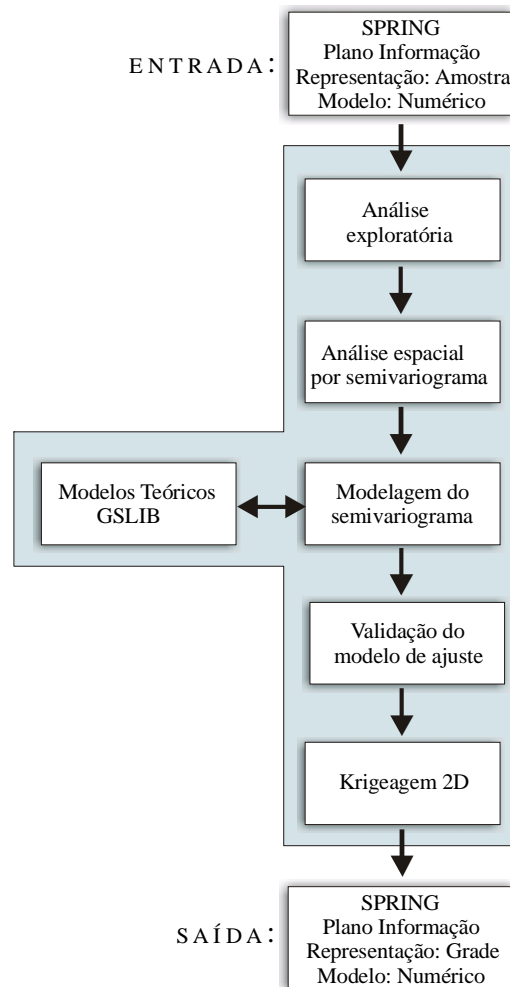 SPRING
Plano Informação
ENTRADA:
Representação: Amostra
Modelo: Numérico
Análise
exploratória
Análise espacial
por semivariograma
Modelos Teóricos
GSLIB
Modelagem do
semivariograma
Validação do
modelo de ajuste
Krigeagem 2D
SPRING
Plano Informação
SAÍDA:
Representação: Grade
Modelo: Numérico